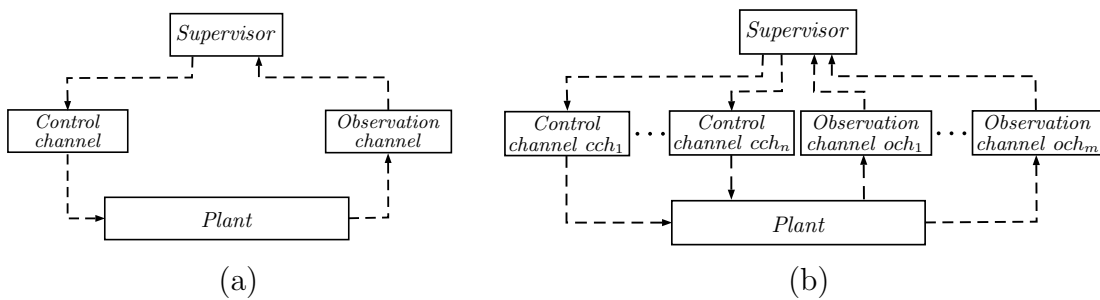 Supervisor
Control
channel
Observation
channel
Plant
(a)
Supervisor
Control
channel cch₁
...
Control
channel cchₙ
Observation
channel och₁
...
Observation
channel ochₘ
Plant
(b)